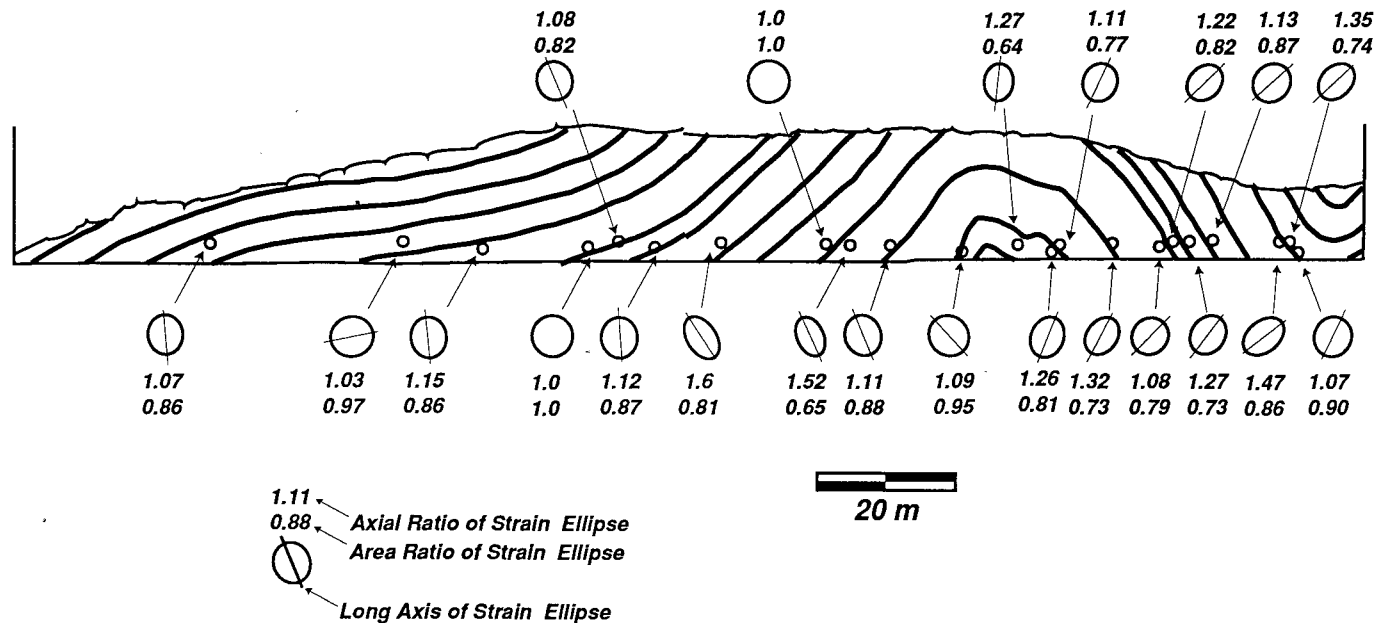 1.08 1.0 1.27 1.11 1.22 1.13 1.35
0.82 1.0 0.64 0.77 0.82 0.87 0.74
1.07 1.03 1.15 1.0 1.12 1.6 1.52 1.11 1.09 1.26 1.32 1.08 1.27 1.47 1.07
0.86 0.97 0.86 1.0 0.87 0.81 0.65 0.88 0.95 0.81 0.73 0.79 0.73 0.86 0.90
20 m
1.11 Axial Ratio of Strain Ellipse
0.88 Area Ratio of Strain Ellipse
Long Axis of Strain Ellipse